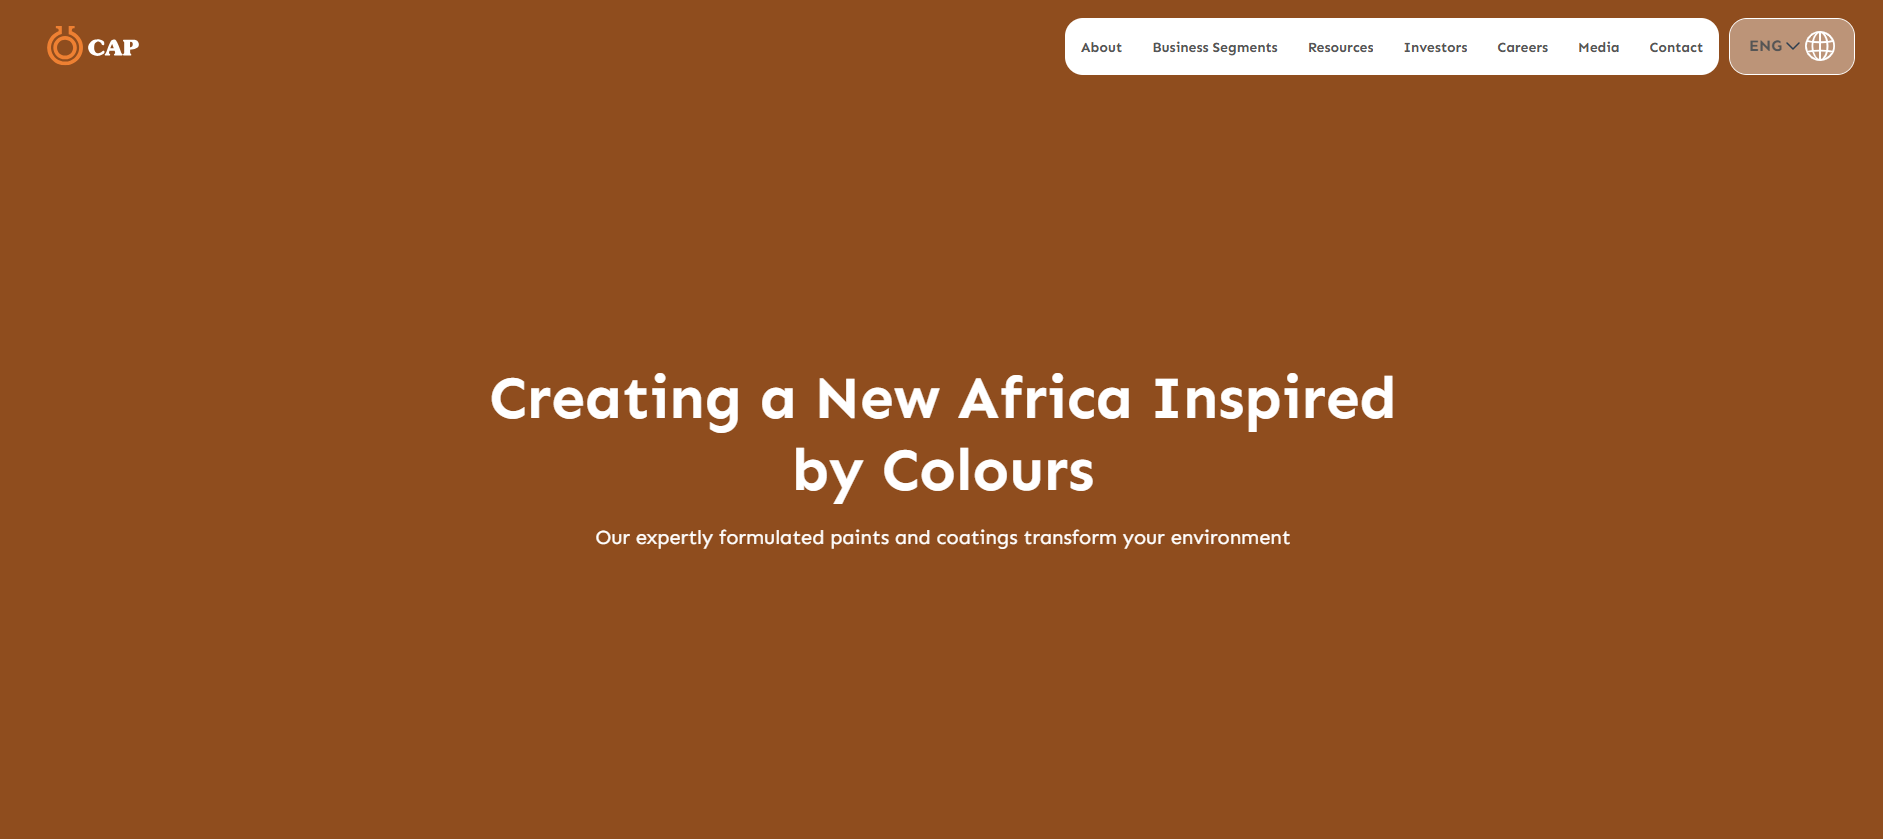 CAP
About Business Segments Resources Investors Careers Media Contact
ENG
Creating a New Africa Inspired
by Colours
Our expertly formulated paints and coatings transform your environment